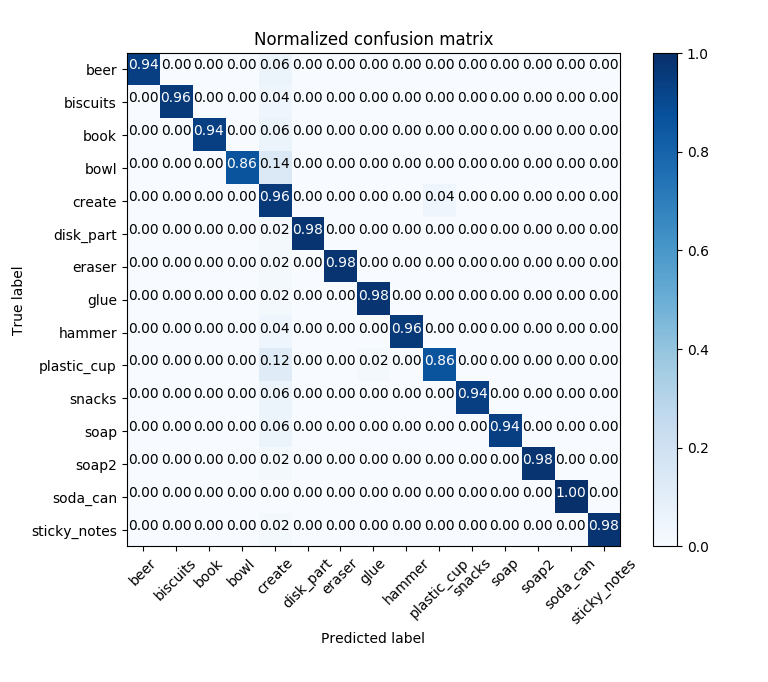 Normalized confusion matrix
True label
beer 0.94 0.00 0.00 0.00 0.06 0.00 0.00 0.00 0.00 0.00 0.00 0.00 0.00 0.00 0.00
biscuits 0.00 0.96 0.00 0.00 0.04 0.00 0.00 0.00 0.00 0.00 0.00 0.00 0.00 0.00 0.00
book 0.00 0.00 0.94 0.00 0.06 0.00 0.00 0.00 0.00 0.00 0.00 0.00 0.00 0.00 0.00
bowl 0.00 0.00 0.00 0.86 0.14 0.00 0.00 0.00 0.00 0.00 0.00 0.00 0.00 0.00 0.00
create 0.00 0.00 0.00 0.00 0.96 0.00 0.00 0.00 0.00 0.04 0.00 0.00 0.00 0.00 0.00
disk_part 0.00 0.00 0.00 0.00 0.02 0.98 0.00 0.00 0.00 0.00 0.00 0.00 0.00 0.00 0.00
eraser 0.00 0.00 0.00 0.00 0.02 0.00 0.98 0.00 0.00 0.00 0.00 0.00 0.00 0.00 0.00
glue 0.00 0.00 0.00 0.00 0.02 0.00 0.00 0.98 0.00 0.00 0.00 0.00 0.00 0.00 0.00
hammer 0.00 0.00 0.00 0.00 0.04 0.00 0.00 0.00 0.96 0.00 0.00 0.00 0.00 0.00 0.00
plastic_cup 0.00 0.00 0.00 0.00 0.12 0.00 0.00 0.02 0.00 0.86 0.00 0.00 0.00 0.00 0.00
snacks 0.00 0.00 0.00 0.00 0.06 0.00 0.00 0.00 0.00 0.00 0.94 0.00 0.00 0.00 0.00
soap 0.00 0.00 0.00 0.00 0.06 0.00 0.00 0.00 0.00 0.00 0.00 0.94 0.00 0.00 0.00
soap2 0.00 0.00 0.00 0.00 0.02 0.00 0.00 0.00 0.00 0.00 0.00 0.00 0.98 0.00 0.00
soda_can 0.00 0.00 0.00 0.00 0.00 0.00 0.00 0.00 0.00 0.00 0.00 0.00 0.00 1.00 0.00
sticky_notes 0.00 0.00 0.00 0.00 0.02 0.00 0.00 0.00 0.00 0.00 0.00 0.00 0.00 0.00 0.98
beer biscuits book bowl create disk_part eraser glue hammer plastic_cup snacks soap soap2 soda_can sticky_notes
Predicted label
1.0
0.8
0.6
0.4
0.2
0.0